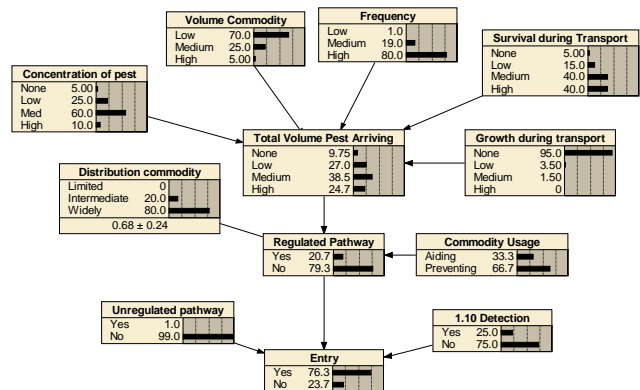 Volume Commodity
Low 70.0
Medium 25.0
High 5.00
Frequency
Low 1.0
Medium 19.0
High 80.0
Survival during Transport
None 5.00
Low 15.0
Medium 40.0
High 40.0
Concentration of pest
None 5.00
Low 25.0
Med 60.0
High 10.0
Total Volume Pest Arriving
None 9.75
Low 27.0
Medium 38.5
High 24.7
Growth during transport
None 95.0
Low 3.50
Medium 1.50
High 0
Distribution commodity
Limited 0
Intermediate 20.0
Widely 80.0
0.68 ± 0.24
Regulated Pathway
Yes 20.7
No 79.3
Commodity Usage
Aiding 33.3
Preventing 66.7
Unregulated pathway
Yes 1.0
No 99.0
1.10 Detection
Yes 25.0
No 75.0
Entry
Yes 76.3
No 23.7